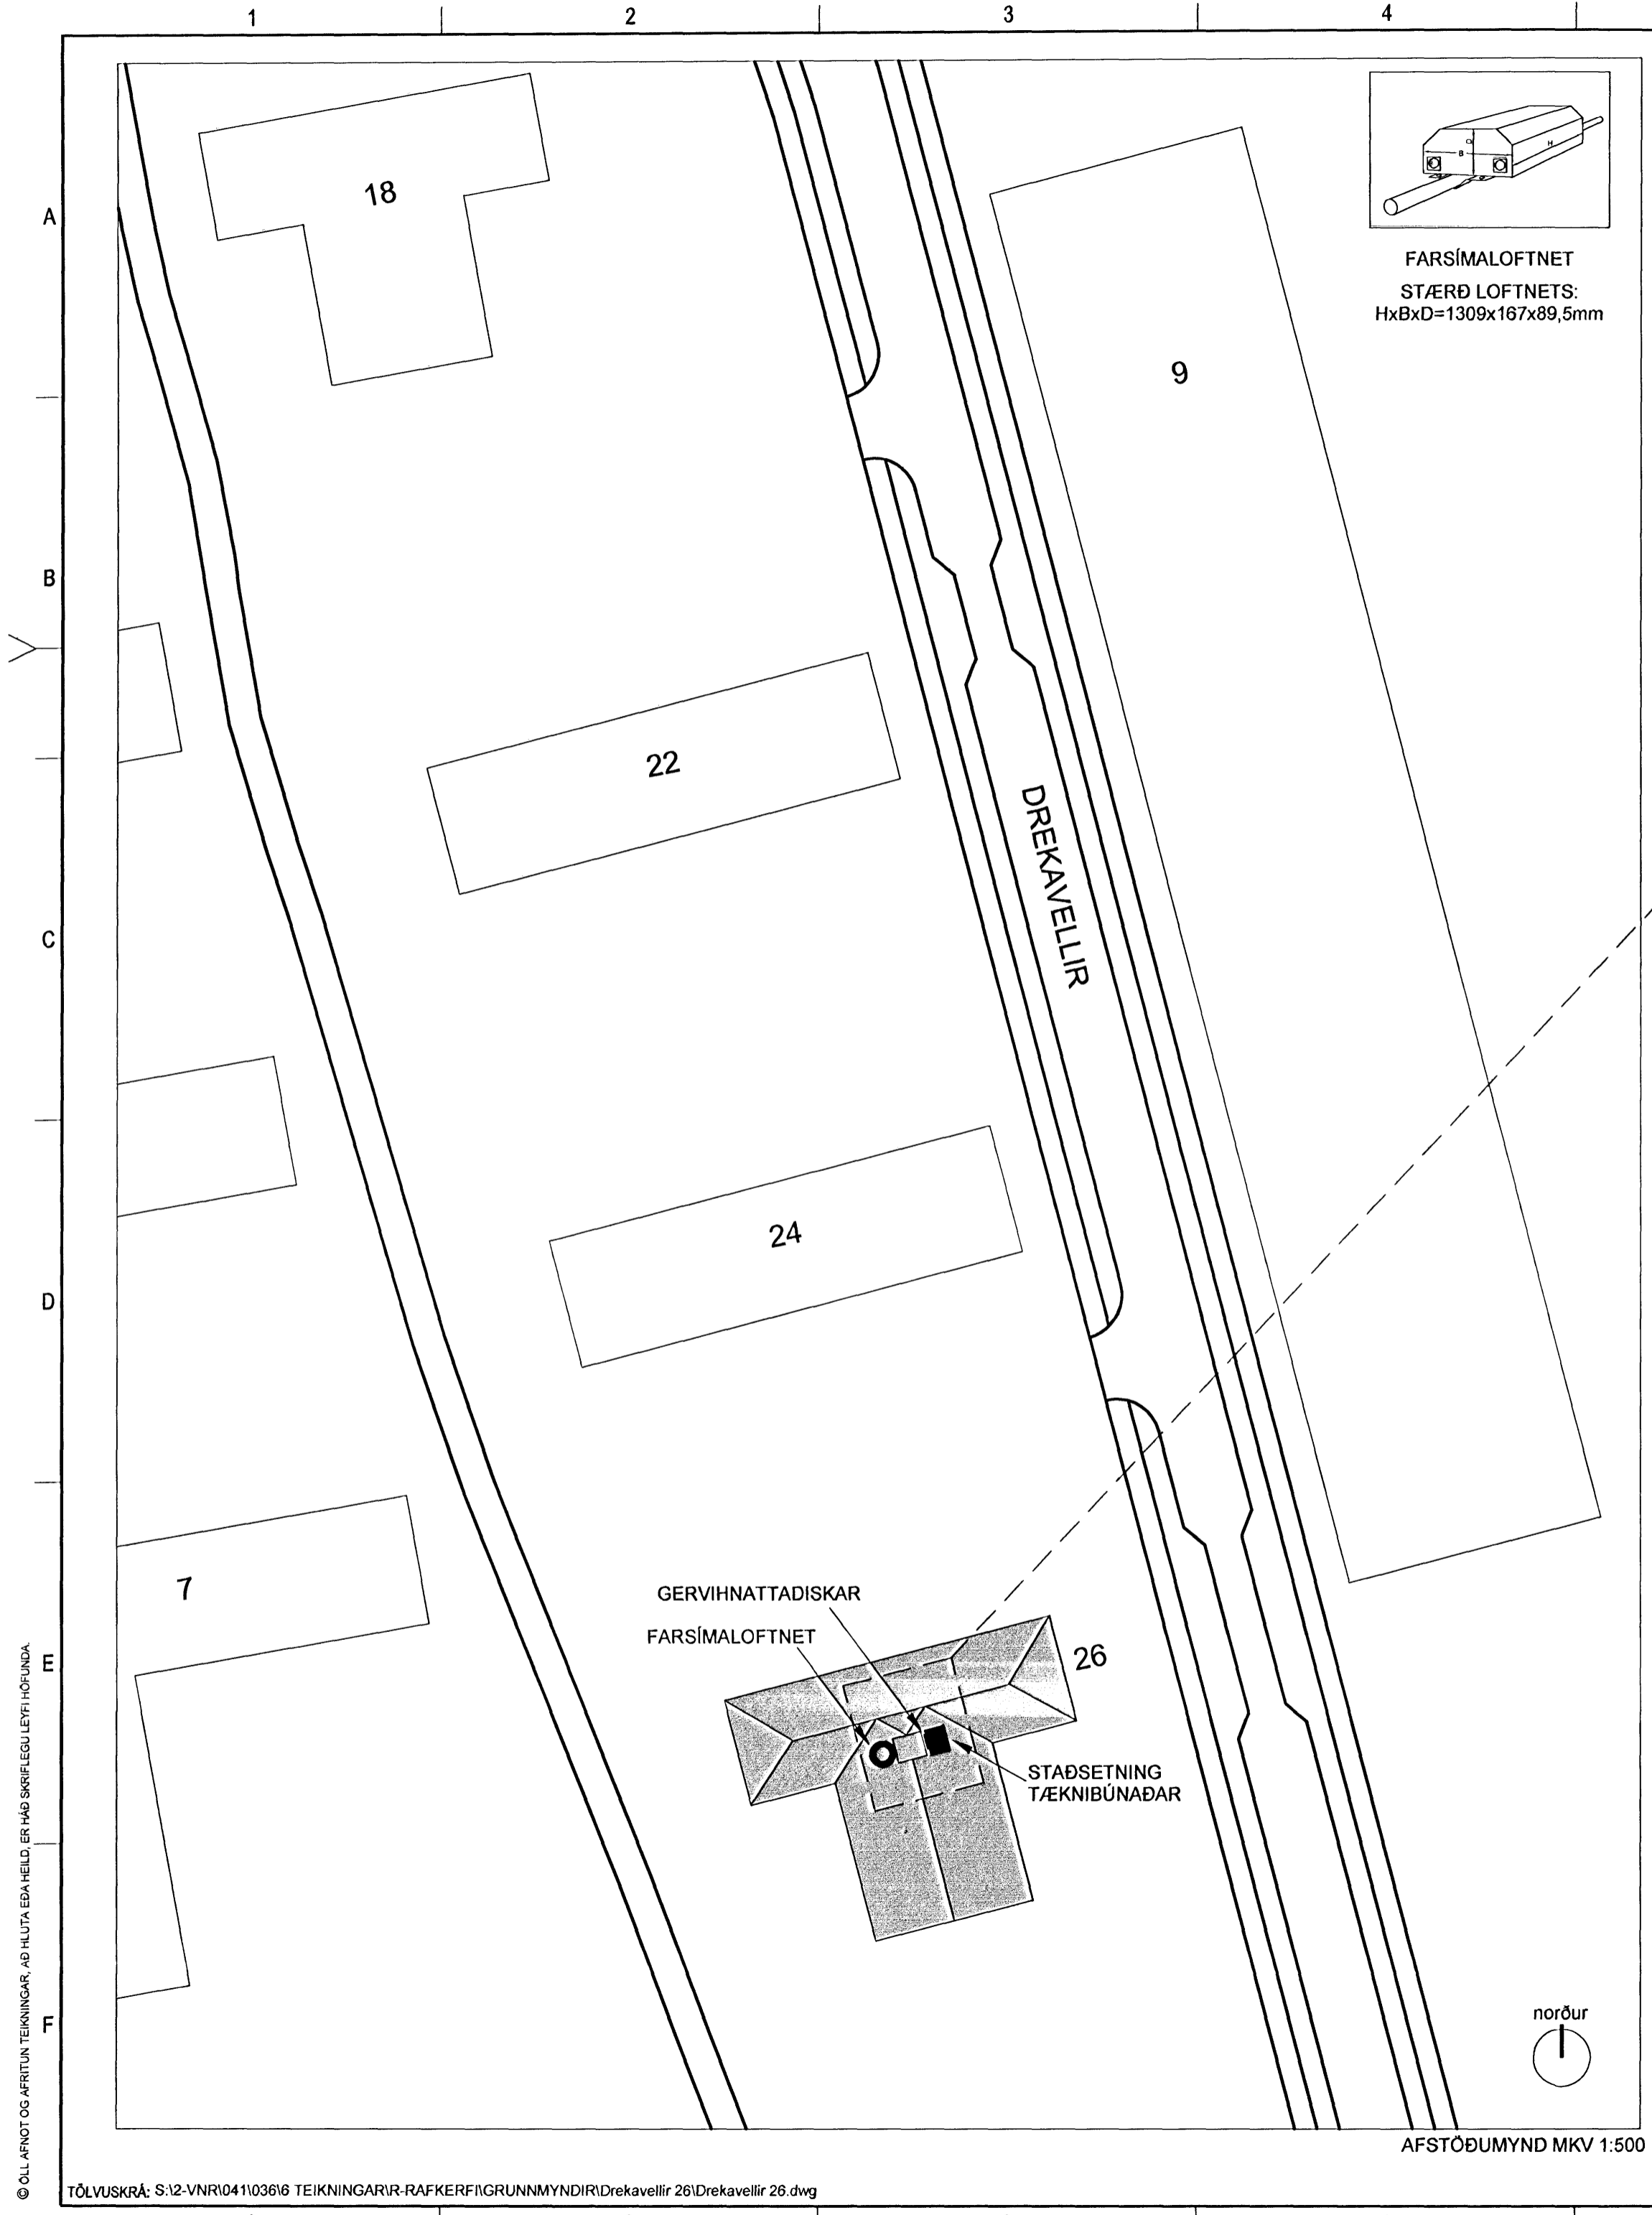 1
2
3
4
A
B
C
D
E
F
18
9
22
24
7
26
B
D
H
FARSÍMALOFTNET
STÆRÐ LOFTNETS:
HxBxD=1309x167x89,5mm
DREKAVELLIR
GERVIHNATTADISKAR
FARSÍMALOFTNET
STAÐSETNING
TÆKNIBÚNAÐAR
norður
AFSTÖÐUMYND MKV 1:500
© ÖLL AFNOT OG AFRITUN TEIKNINGAR, AÐ HLUTA EÐA HEILD, ER HÁÐ SKRIFLEGU LEYFI HÖFUNDA.
TÖLVUSKRÁ: S:\2-VNR\041\036\6 TEIKNINGAR\R-RAFKERFI\GRUNNMYNDIR\Drekavellir 26\Drekavellir 26.dwg